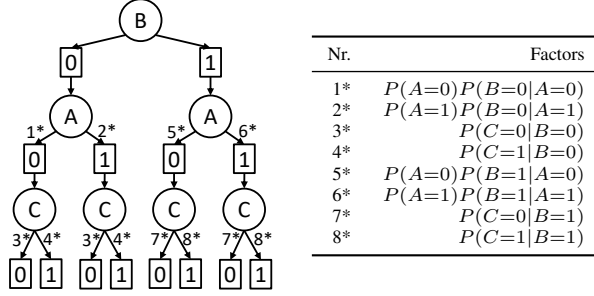 B
0 1
A A
1* 2* 5* 6*
0 1 0 1
C C C C
3* 4* 3* 4* 7* 8* 7* 8*
0 1 0 1 0 1 0 1
Nr. Factors
1* P(A=0)P(B=0|A=0)
2* P(A=1)P(B=0|A=1)
3* P(C=0|B=0)
4* P(C=1|B=0)
5* P(A=0)P(B=1|A=0)
6* P(A=1)P(B=1|A=1)
7* P(C=0|B=1)
8* P(C=1|B=1)